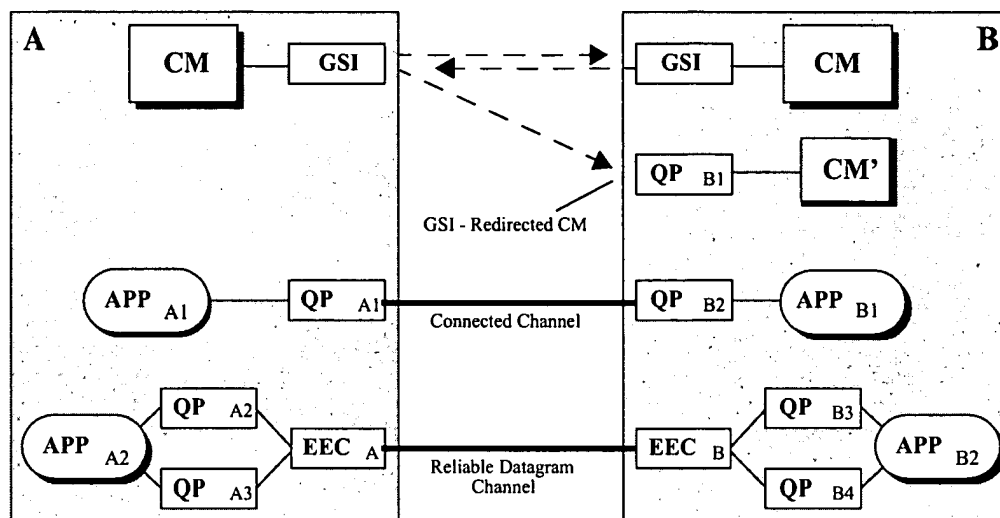 A
B
CM
GSI
GSI
CM
QP B1
CM'
GSI - Redirected CM
APP A1
QP A1
Connected Channel
QP B2
APP B1
APP A2
QP A2
QP A3
EEC A
Reliable Datagram
Channel
EEC B
QP B3
QP B4
APP B2